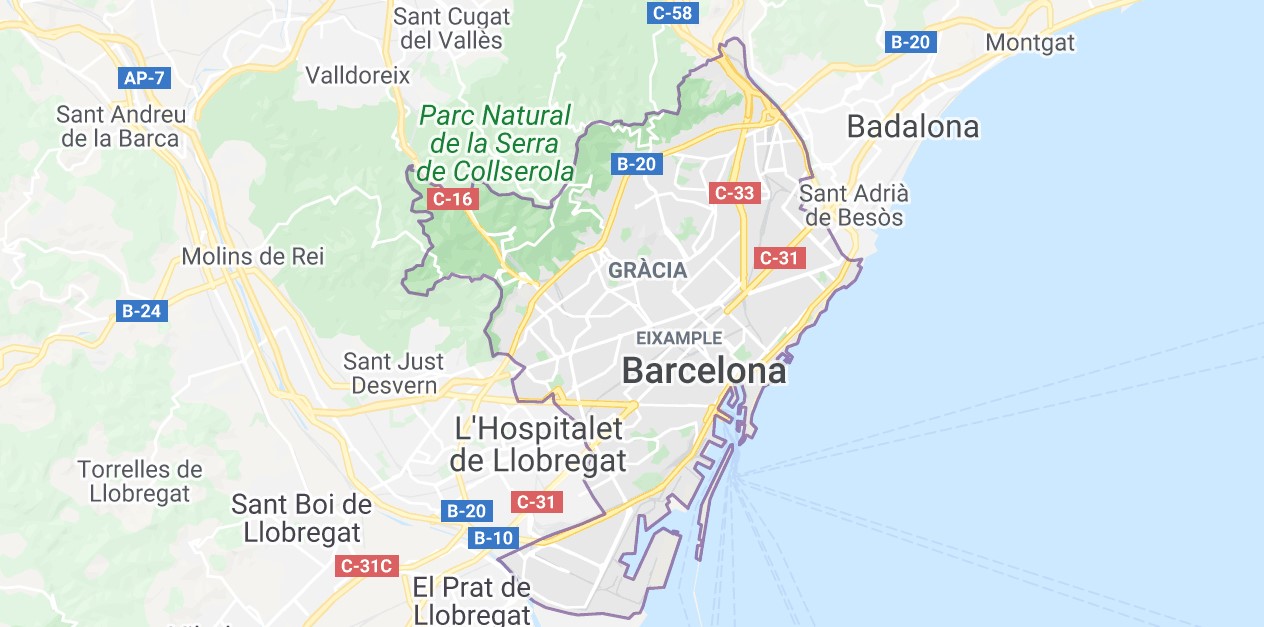 Sant Cugat
del Vallès
C-58
B-20
Montgat
AP-7
Valldoreix
Sant Andreu
de la Barca
Parc Natural
de la Serra
de Collserola
Badalona
B-20
C-16
C-33
Sant Adrià
de Besòs
Molins de Rei
C-31
GRÀCIA
B-24
EIXAMPLE
Barcelona
Sant Just
Desvern
L'Hospitalet
de Llobregat
Torrelles de
Llobregat
Sant Boi de
Llobregat
B-20
C-31
B-10
C-31C
El Prat de
Llobregat